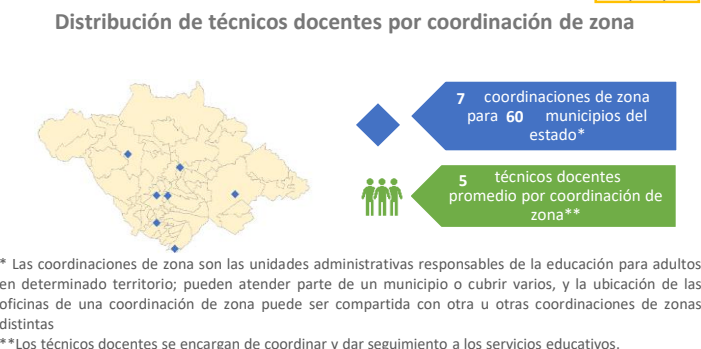 Distribución de técnicos docentes por coordinación de zona
7 coordinaciones de zona
para 60 municipios del
estado*
5 técnicos docentes
promedio por coordinación de
zona**
* Las coordinaciones de zona son las unidades administrativas responsables de la educación para adultos
en determinado territorio; pueden atender parte de un municipio o cubrir varios, y la ubicación de las
oficinas de una coordinación de zona puede ser compartida con otra u otras coordinaciones de zonas
distintas
**Los técnicos docentes se encargan de coordinar y dar seguimiento a los servicios educativos.